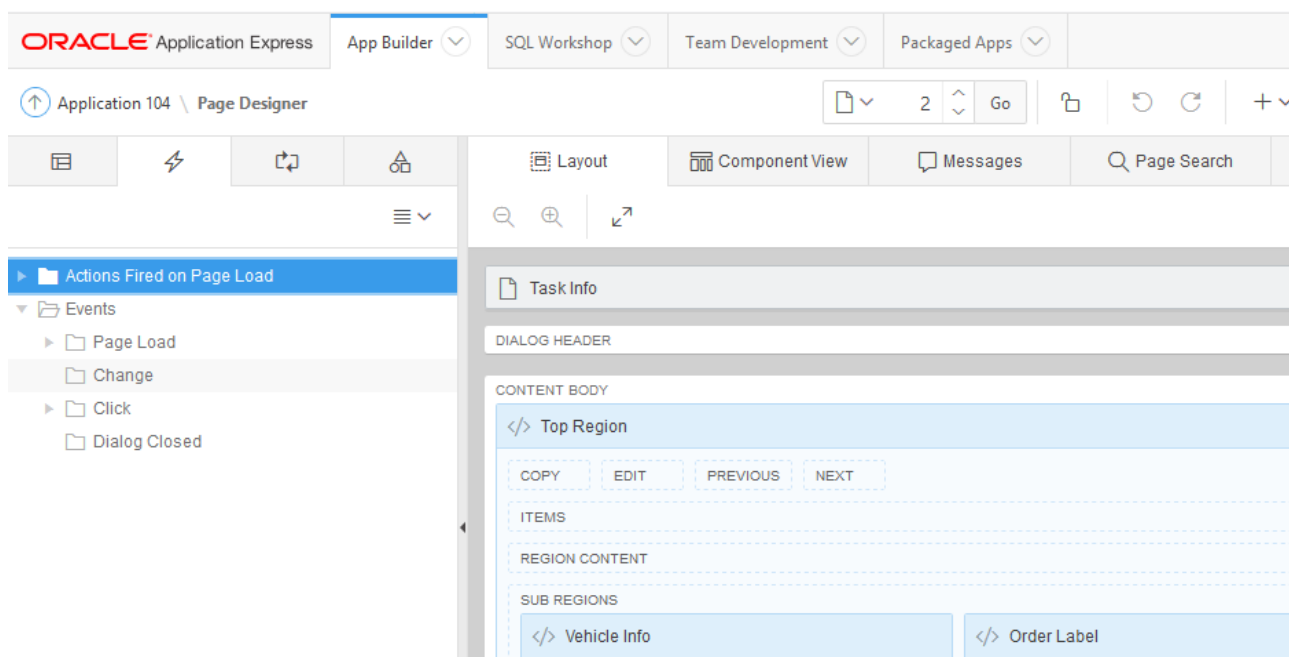 ORACLE Application Express App Builder SQL Workshop Team Development Packaged Apps
Application 104 \ Page Designer 2 Go
Layout Component View Messages Page Search
Actions Fired on Page Load
Events
Page Load
Change
Click
Dialog Closed
Task Info
DIALOG HEADER
CONTENT BODY
</> Top Region
COPY EDIT PREVIOUS NEXT
ITEMS
REGION CONTENT
SUB REGIONS
</> Vehicle Info </> Order Label